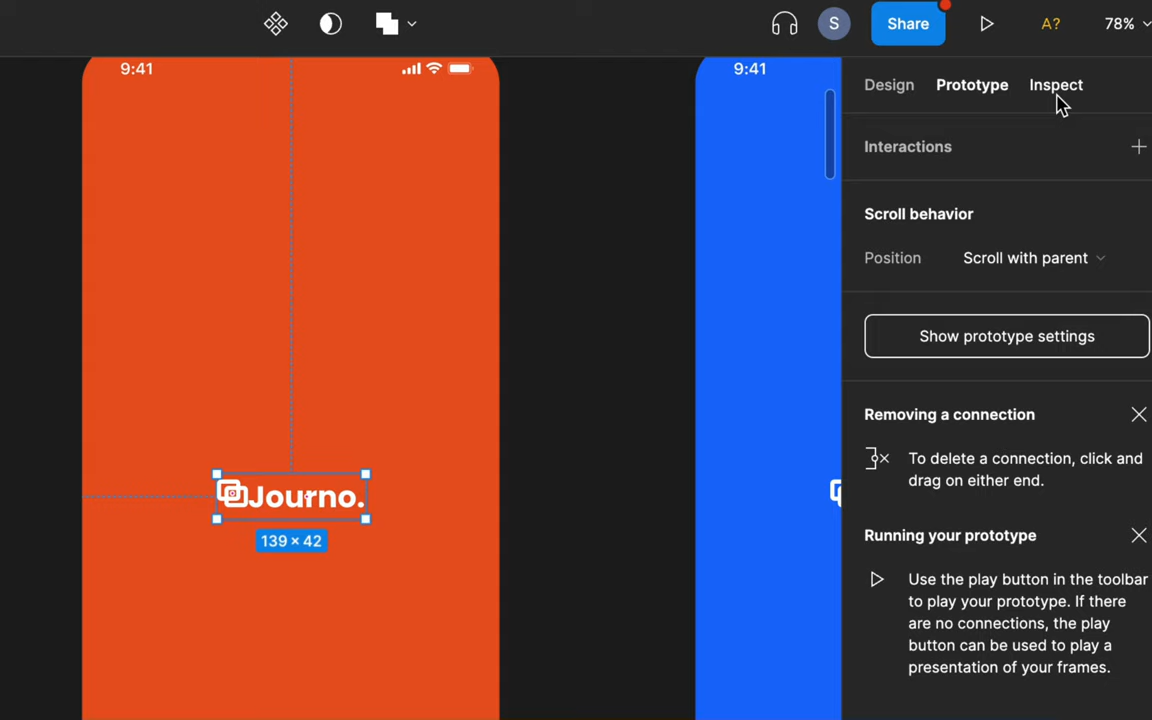 S
Share
A?
78%
9:41
9:41
Design
Prototype
Inspect
Interactions
Scroll behavior
Position
Scroll with parent
Show prototype settings
Removing a connection
To delete a connection, click and
drag on either end.
Journo.
139 × 42
Running your prototype
Use the play button in the toolbar
to play your prototype. If there
are no connections, the play
button can be used to play a
presentation of your frames.